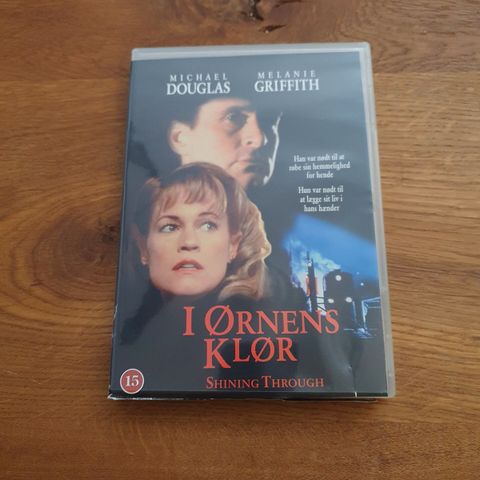 MICHAEL
DOUGLAS
MELANIE
GRIFFITH
Han var nødt til at
røbe sin hemmelighed
for hende
Hun var nødt til
at lægge sit liv i
hans hænder
I ØRNENS
KLØR
SHINING THROUGH
15